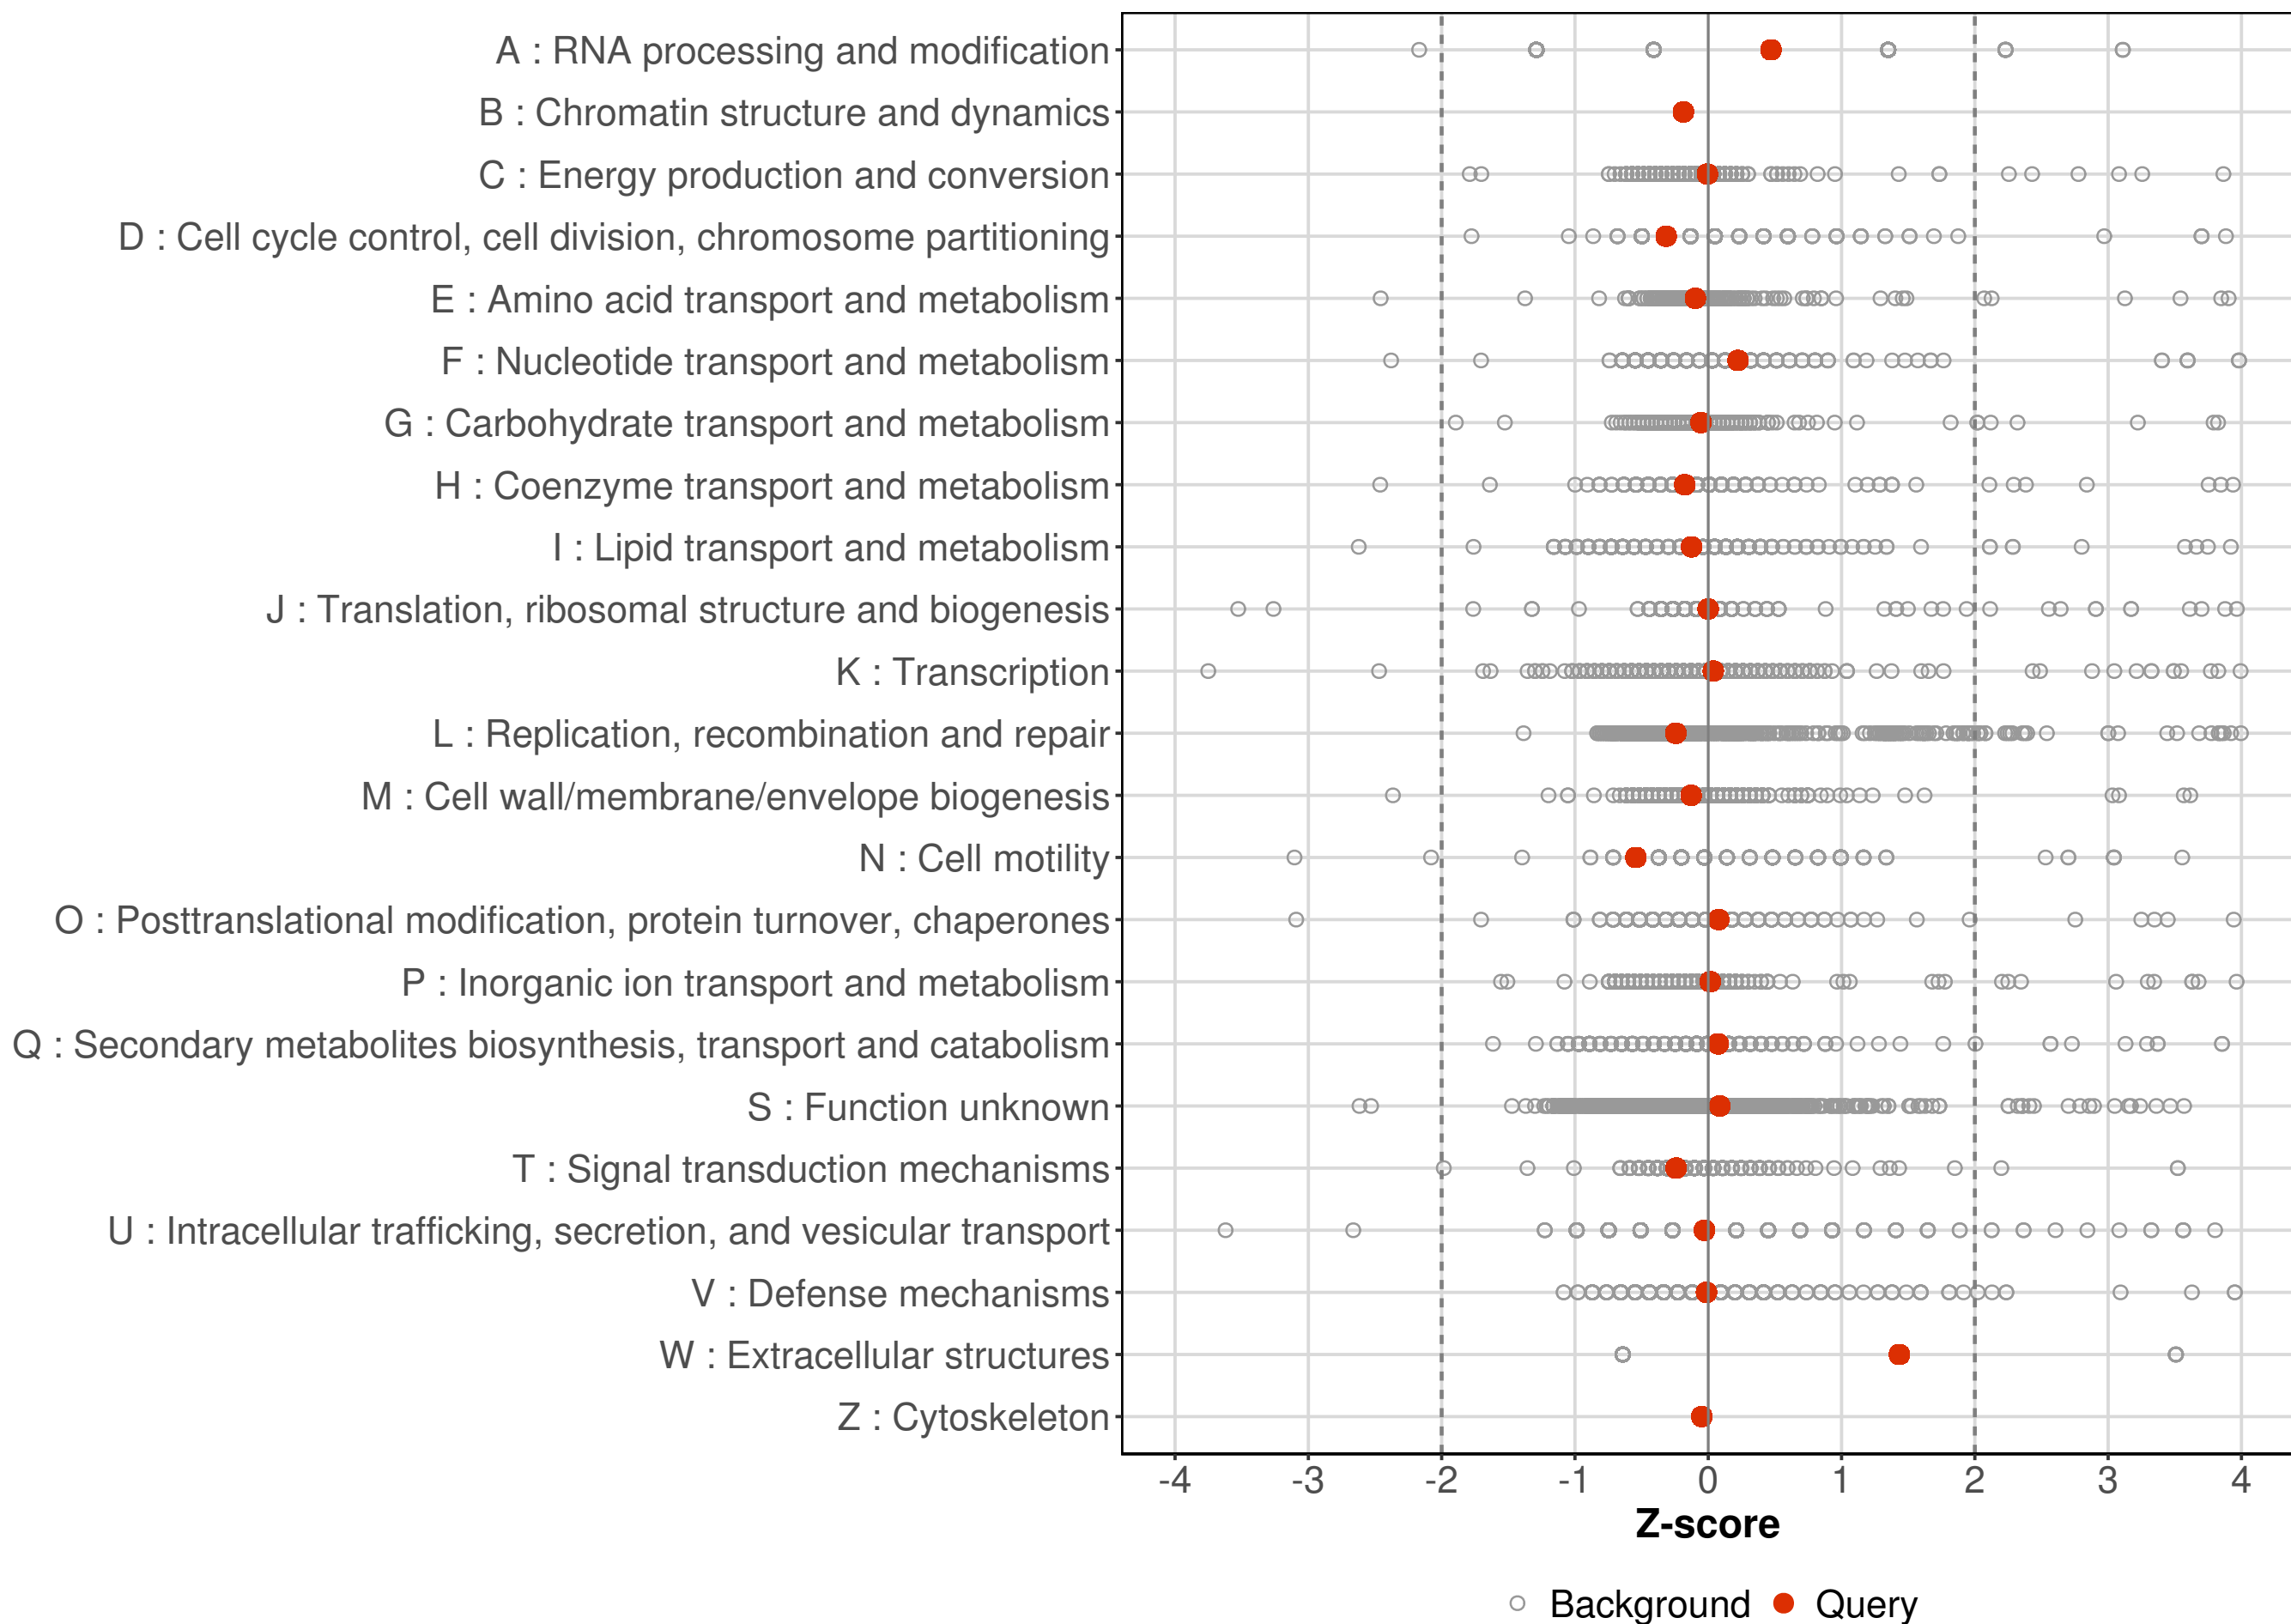 A : RNA processing and modification
B : Chromatin structure and dynamics
C : Energy production and conversion
D : Cell cycle control, cell division, chromosome partitioning
E : Amino acid transport and metabolism
F : Nucleotide transport and metabolism
G : Carbohydrate transport and metabolism
H : Coenzyme transport and metabolism
I : Lipid transport and metabolism
J : Translation, ribosomal structure and biogenesis
K : Transcription
L : Replication, recombination and repair
M : Cell wall/membrane/envelope biogenesis
N : Cell motility
O : Posttranslational modification, protein turnover, chaperones
P : Inorganic ion transport and metabolism
Q : Secondary metabolites biosynthesis, transport and catabolism
S : Function unknown
T : Signal transduction mechanisms
U : Intracellular trafficking, secretion, and vesicular transport
V : Defense mechanisms
W : Extracellular structures
Z : Cytoskeleton
-4 -3 -2 -1 0 1 2 3 4
Z-score
Background Query